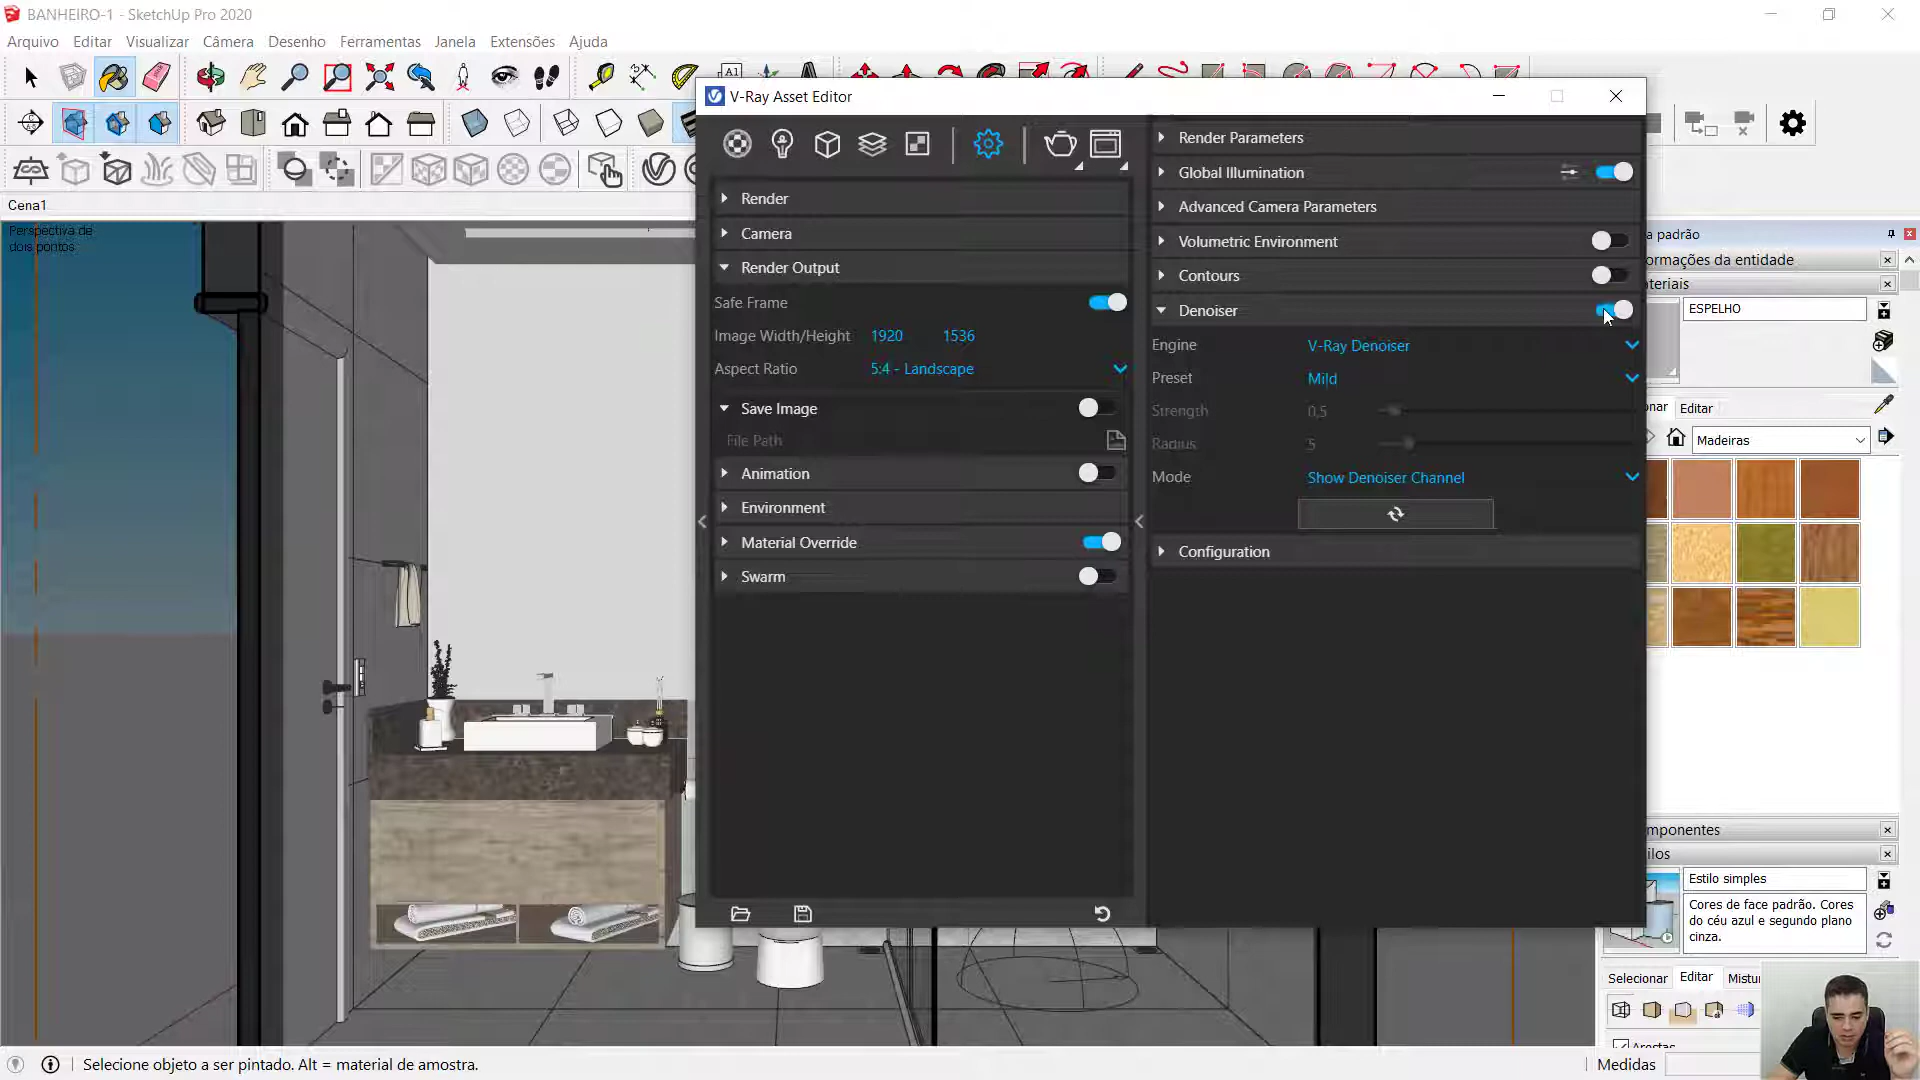 BANHEIRO-1 - SketchUp Pro 2020
Arquivo Editar Visualizar Câmera Desenho Ferramentas Janela Extensões Ajuda
A1
Cena1
Perspectiva de
dois pontos
V-Ray Asset Editor
Render
Camera
Render Output
Safe Frame
Image Width/Height 1920 1536
Aspect Ratio 5:4 - Landscape
Save Image
File Path
Animation
Environment
Material Override
Swarm
Render Parameters
Global Illumination
Advanced Camera Parameters
Volumetric Environment
Contours
Denoiser
Engine V-Ray Denoiser
Preset Mild
Strength 0,5
Radius 5
Mode Show Denoiser Channel
Configuration
a padrão
ormações da entidade
ateriais
ESPELHO
onar Editar
Madeiras
mponentes
ilos
Estilo simples
Cores de face padrão. Cores
do céu azul e segundo plano
cinza.
Selecionar Editar Mistu
Arestas
Selecione objeto a ser pintado. Alt = material de amostra.
Medidas